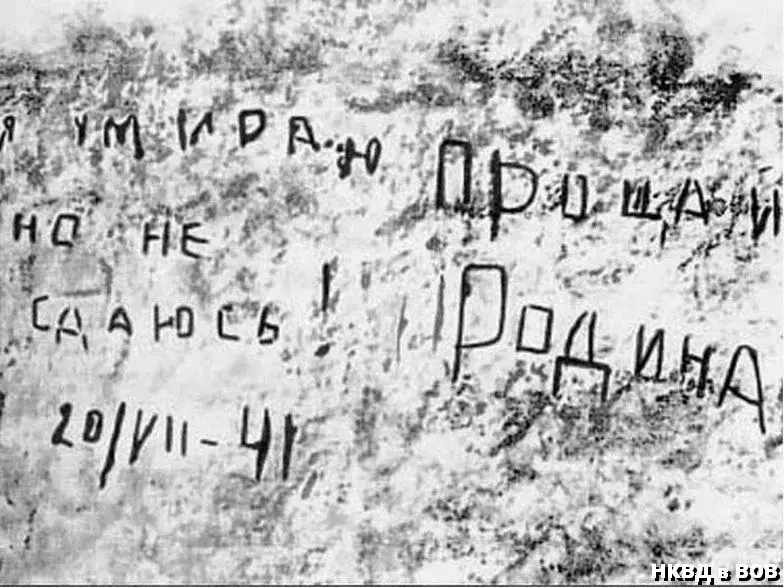 Я УМИРАЮ
НО НЕ
СДАЮСЬ!
20/VII-41
ПРОЩАЙ
РОДИНА
НКВД в ВОВ